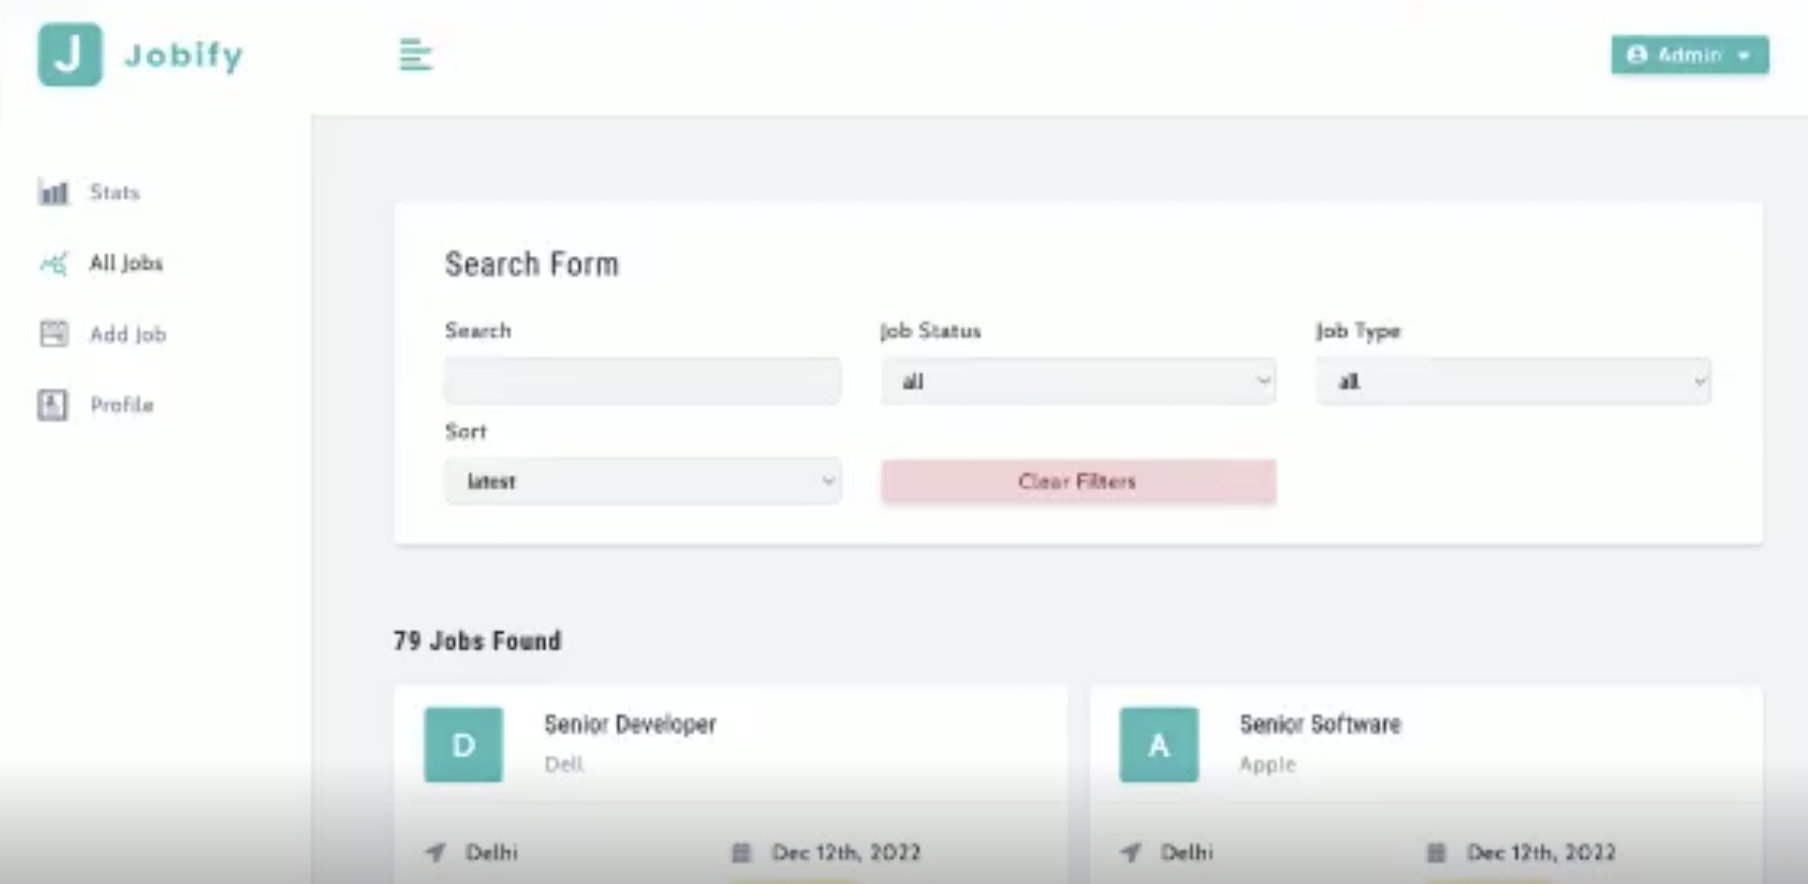 J Jobify
Admin
Stats
All Jobs
Add Job
Profile
Search Form
Search
Job Status
all
Job Type
all
Sort
latest
Clear Filters
79 Jobs Found
D
Senior Developer
Dell
Delhi
Dec 12th, 2022
A
Senior Software
Apple
Delhi
Dec 12th, 2022